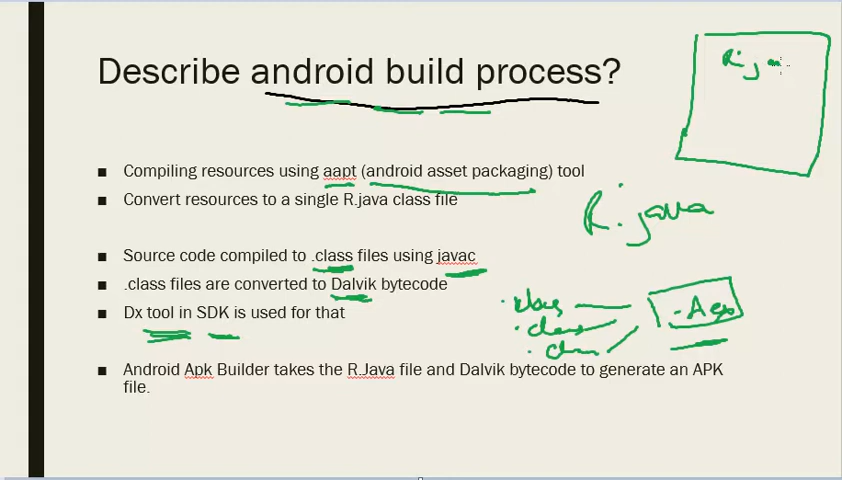 Describe android build process?
R.ja
Compiling resources using aapt (android asset packaging) tool
Convert resources to a single R.java class file
R.java
Source code compiled to .class files using javac
.class files are converted to Dalvik bytecode
Dx tool in SDK is used for that
.class
.class
Android Apk Builder takes the R.Java file and Dalvik bytecode to generate an APK
file.